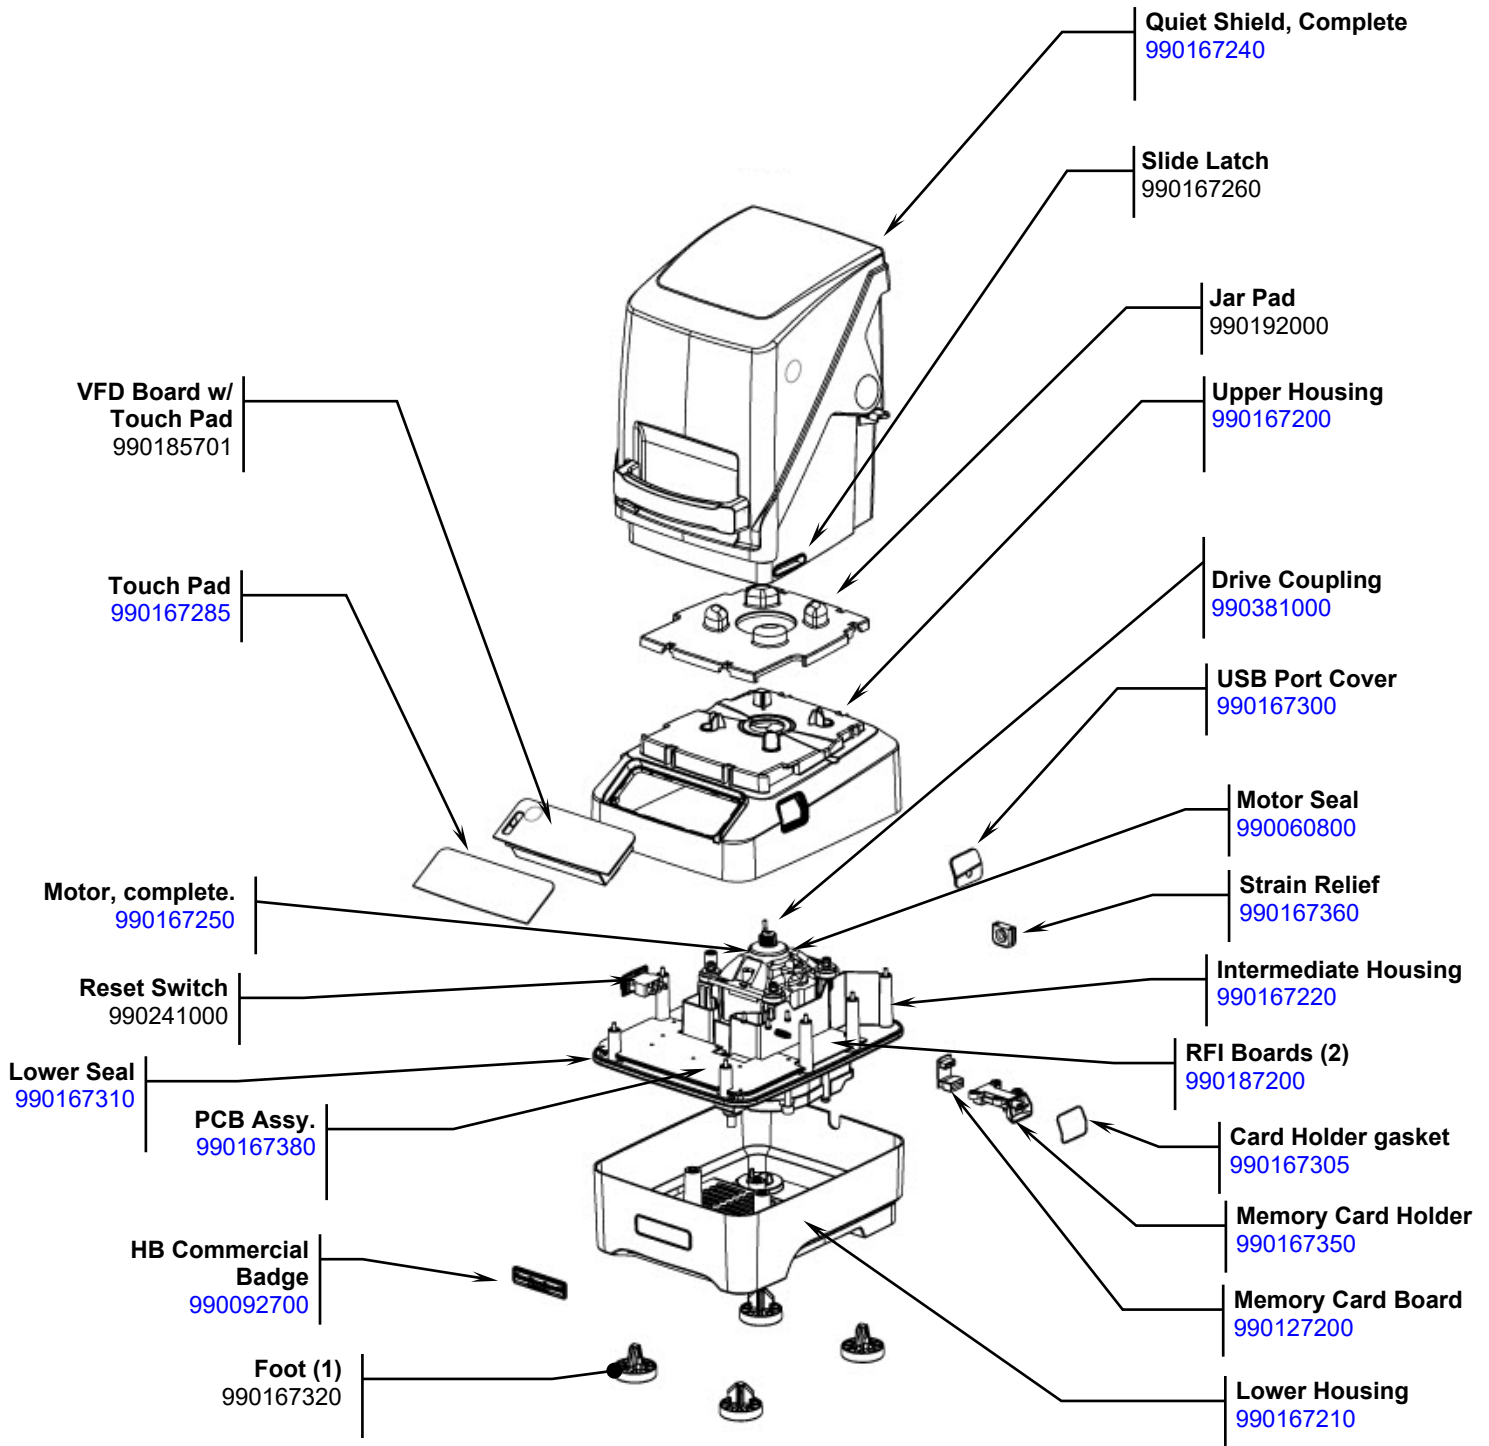 Quiet Shield, Complete
990167240
Slide Latch
990167260
Jar Pad
990192000
VFD Board w/
Touch Pad
990185701
Upper Housing
990167200
Touch Pad
990167285
Drive Coupling
990381000
USB Port Cover
990167300
Motor Seal
990060800
Motor, complete.
990167250
Strain Relief
990167360
Reset Switch
990241000
Intermediate Housing
990167220
Lower Seal
990167310
RFI Boards (2)
990187200
PCB Assy.
990167380
Card Holder gasket
990167305
Memory Card Holder
990167350
HB Commercial
Badge
990092700
Memory Card Board
990127200
Foot (1)
990167320
Lower Housing
990167210